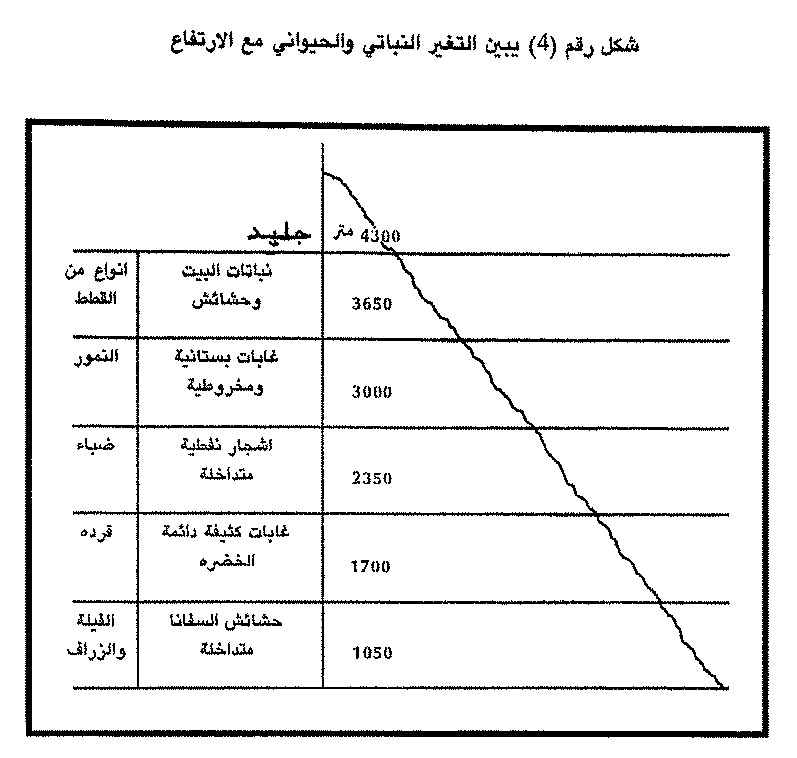 شكل رقم (4) يبين التغير النباتي والحيواني مع الارتفاع
4300 متر
جليد
3650
نباتات البيت
وحشائش
انواع من
القطط
3000
غابات بستانية
ومخروطية
النمور
2350
اشجار نفطية
متداخلة
ضباء
1700
غابات كثيفة دائمة
الخضره
قرده
1050
حشائش السفانا
متداخلة
الفيلة
والزراف